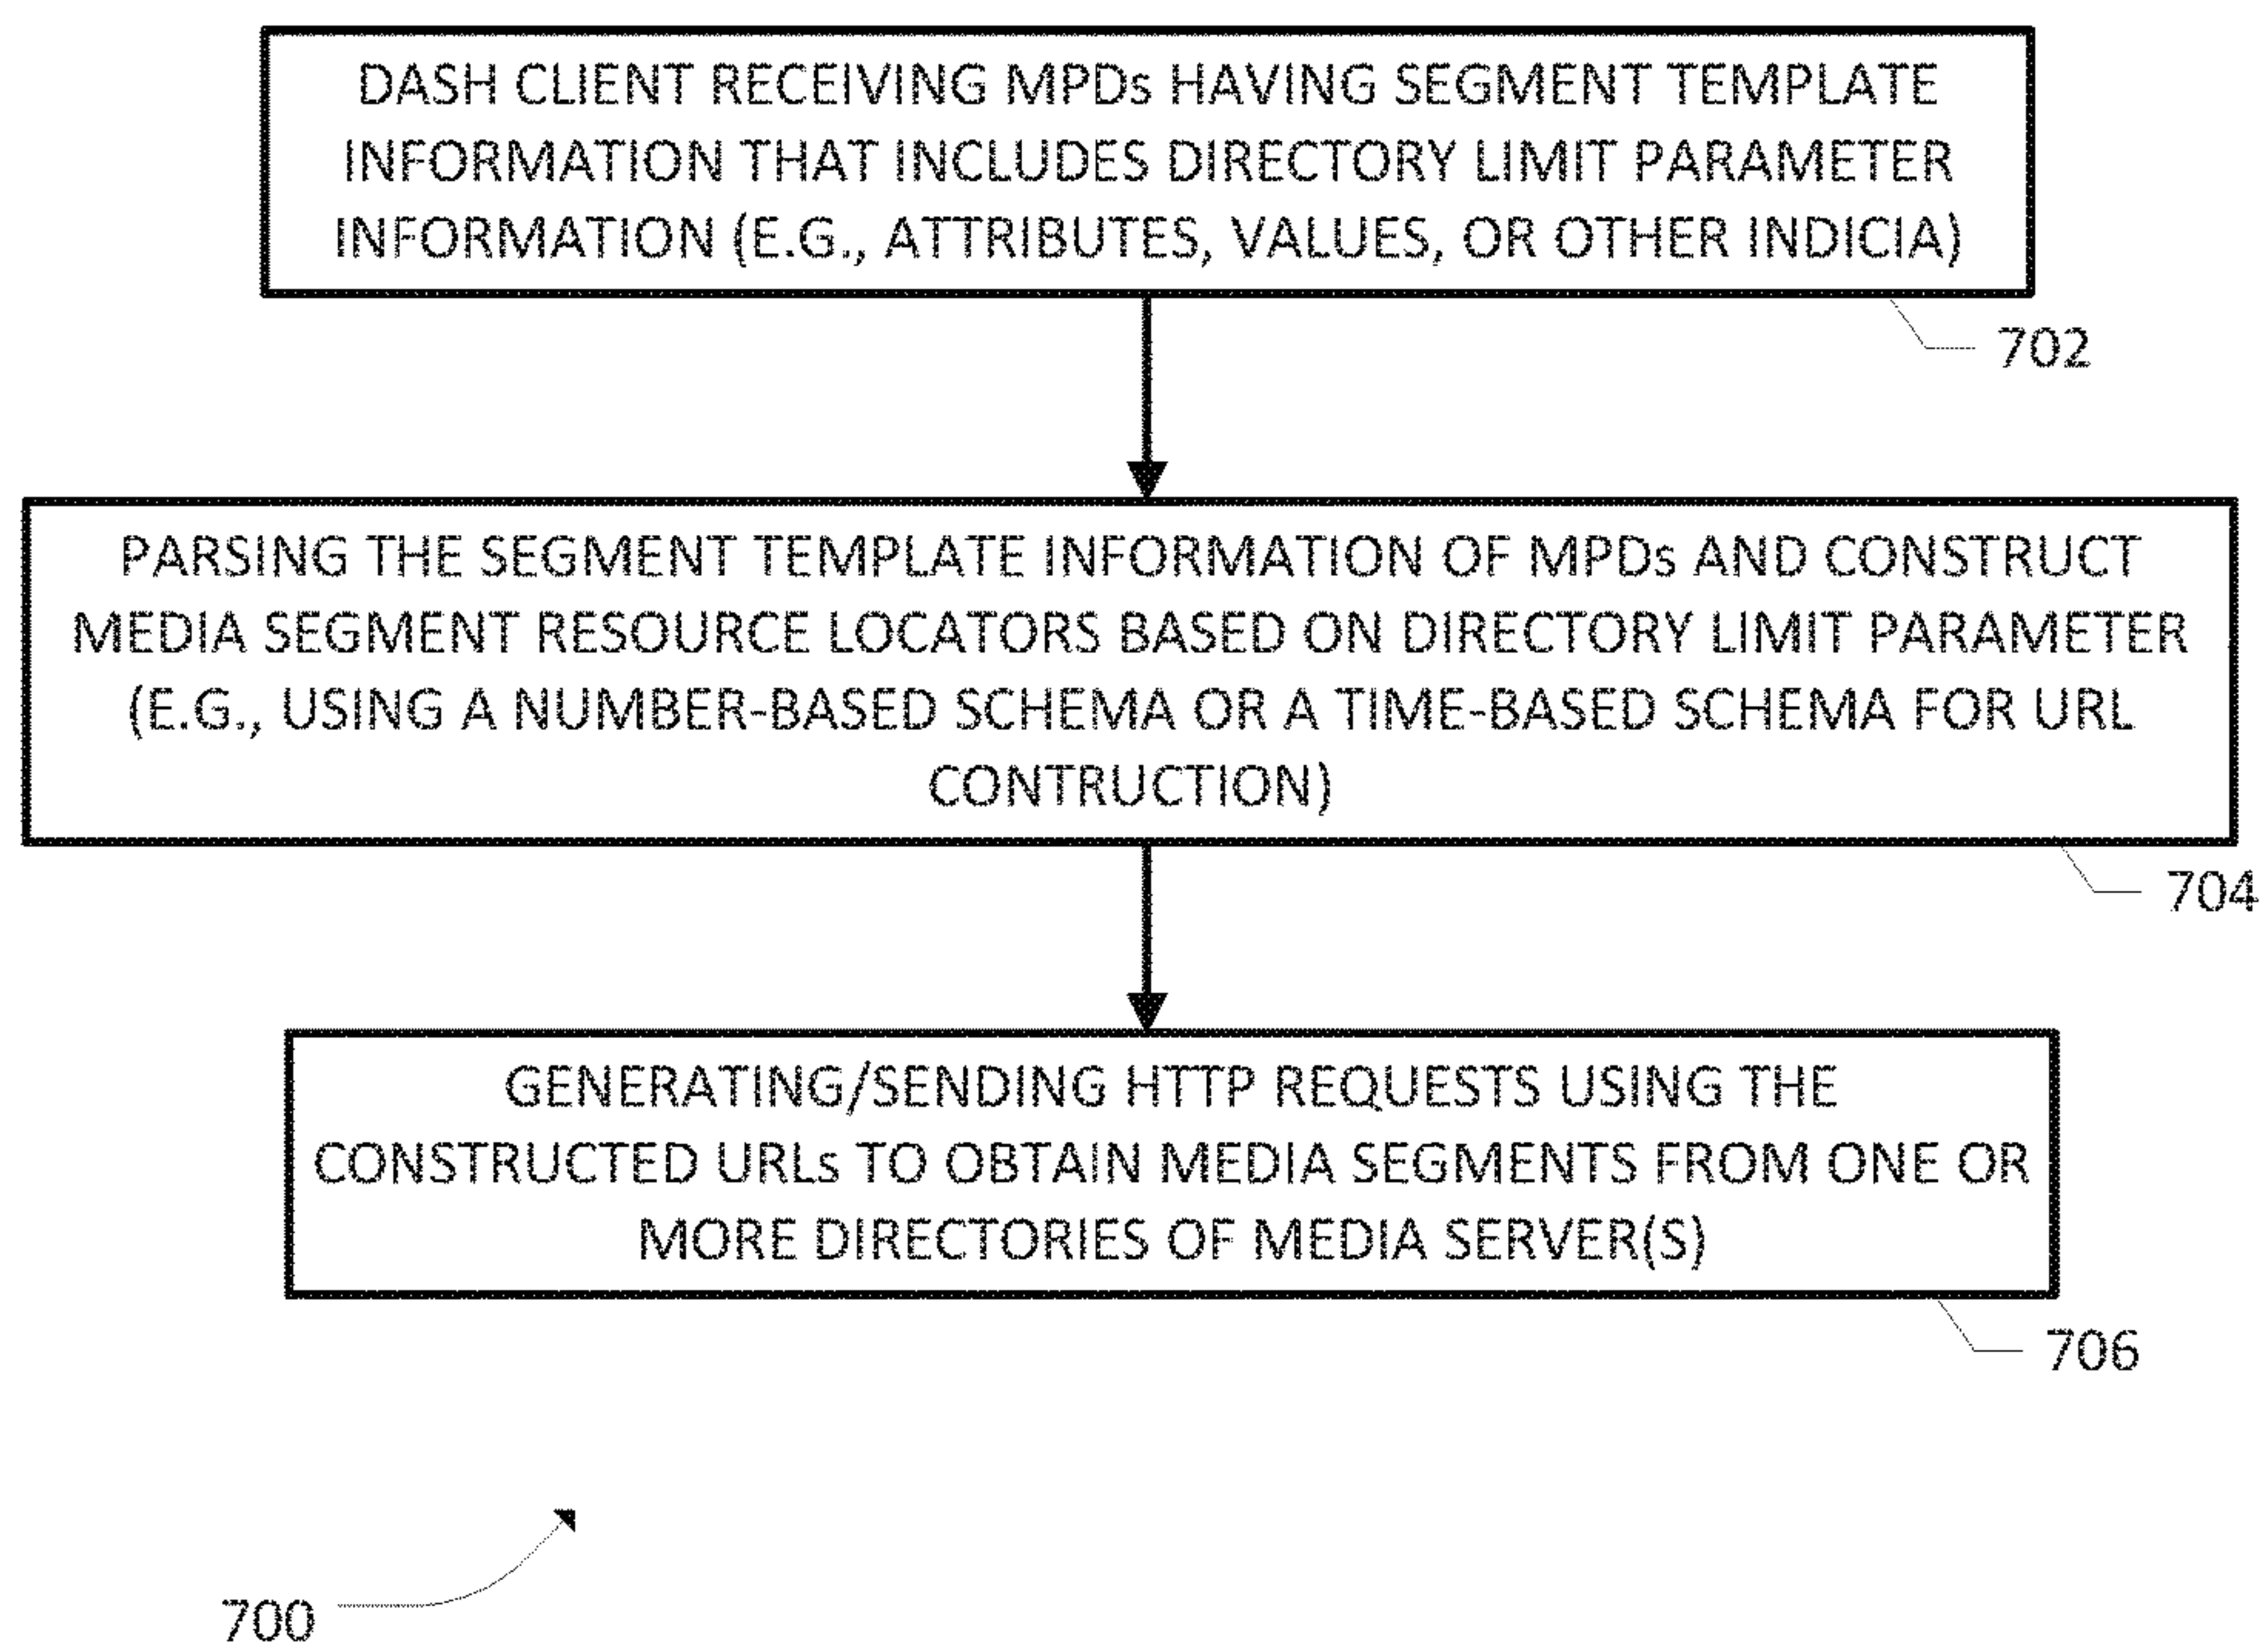 DASH CLIENT RECEIVING MPDs HAVING SEGMENT TEMPLATE
INFORMATION THAT INCLUDES DIRECTORY LIMIT PARAMETER
INFORMATION (E.G., ATTRIBUTES, VALUES, OR OTHER INDICIA)
702
PARSING THE SEGMENT TEMPLATE INFORMATION OF MPDs AND CONSTRUCT
MEDIA SEGMENT RESOURCE LOCATORS BASED ON DIRECTORY LIMIT PARAMETER
(E.G., USING A NUMBER-BASED SCHEMA OR A TIME-BASED SCHEMA FOR URL
CONTRUCTION)
704
GENERATING/SENDING HTTP REQUESTS USING THE
CONSTRUCTED URLs TO OBTAIN MEDIA SEGMENTS FROM ONE OR
MORE DIRECTORIES OF MEDIA SERVER(S)
706
700